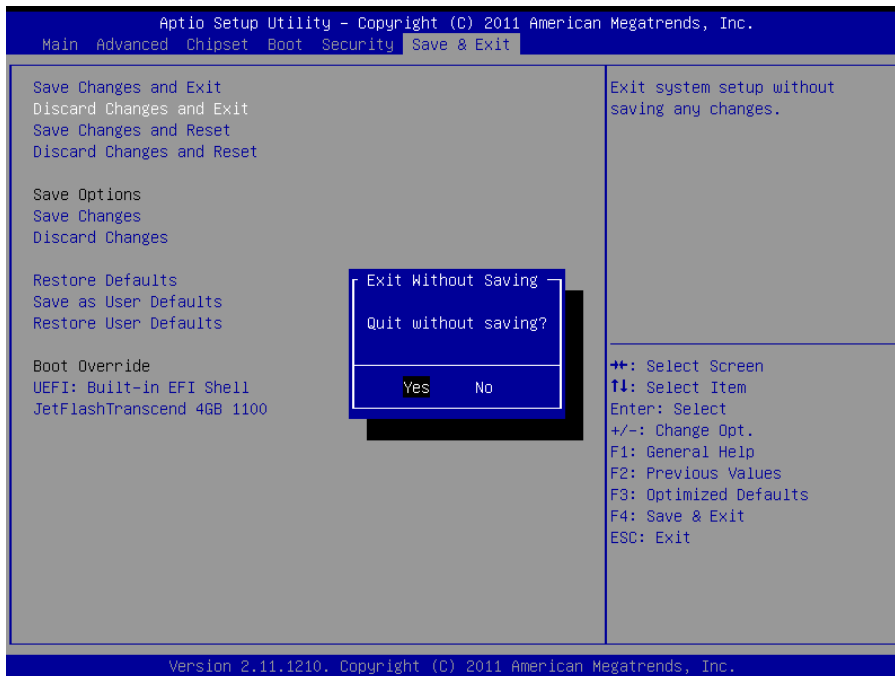 Aptio Setup Utility – Copyright (C) 2011 American Megatrends, Inc.
Main Advanced Chipset Boot Security Save & Exit
Save Changes and Exit
Discard Changes and Exit
Save Changes and Reset
Discard Changes and Reset
Save Options
Save Changes
Discard Changes
Restore Defaults
Save as User Defaults
Restore User Defaults
Boot Override
UEFI: Built-in EFI Shell
JetFlashTranscend 4GB 1100
Exit Without Saving
Quit without saving?
Yes No
Exit system setup without
saving any changes.
→←: Select Screen
↑↓: Select Item
Enter: Select
+/-: Change Opt.
F1: General Help
F2: Previous Values
F3: Optimized Defaults
F4: Save & Exit
ESC: Exit
Version 2.11.1210. Copyright (C) 2011 American Megatrends, Inc.